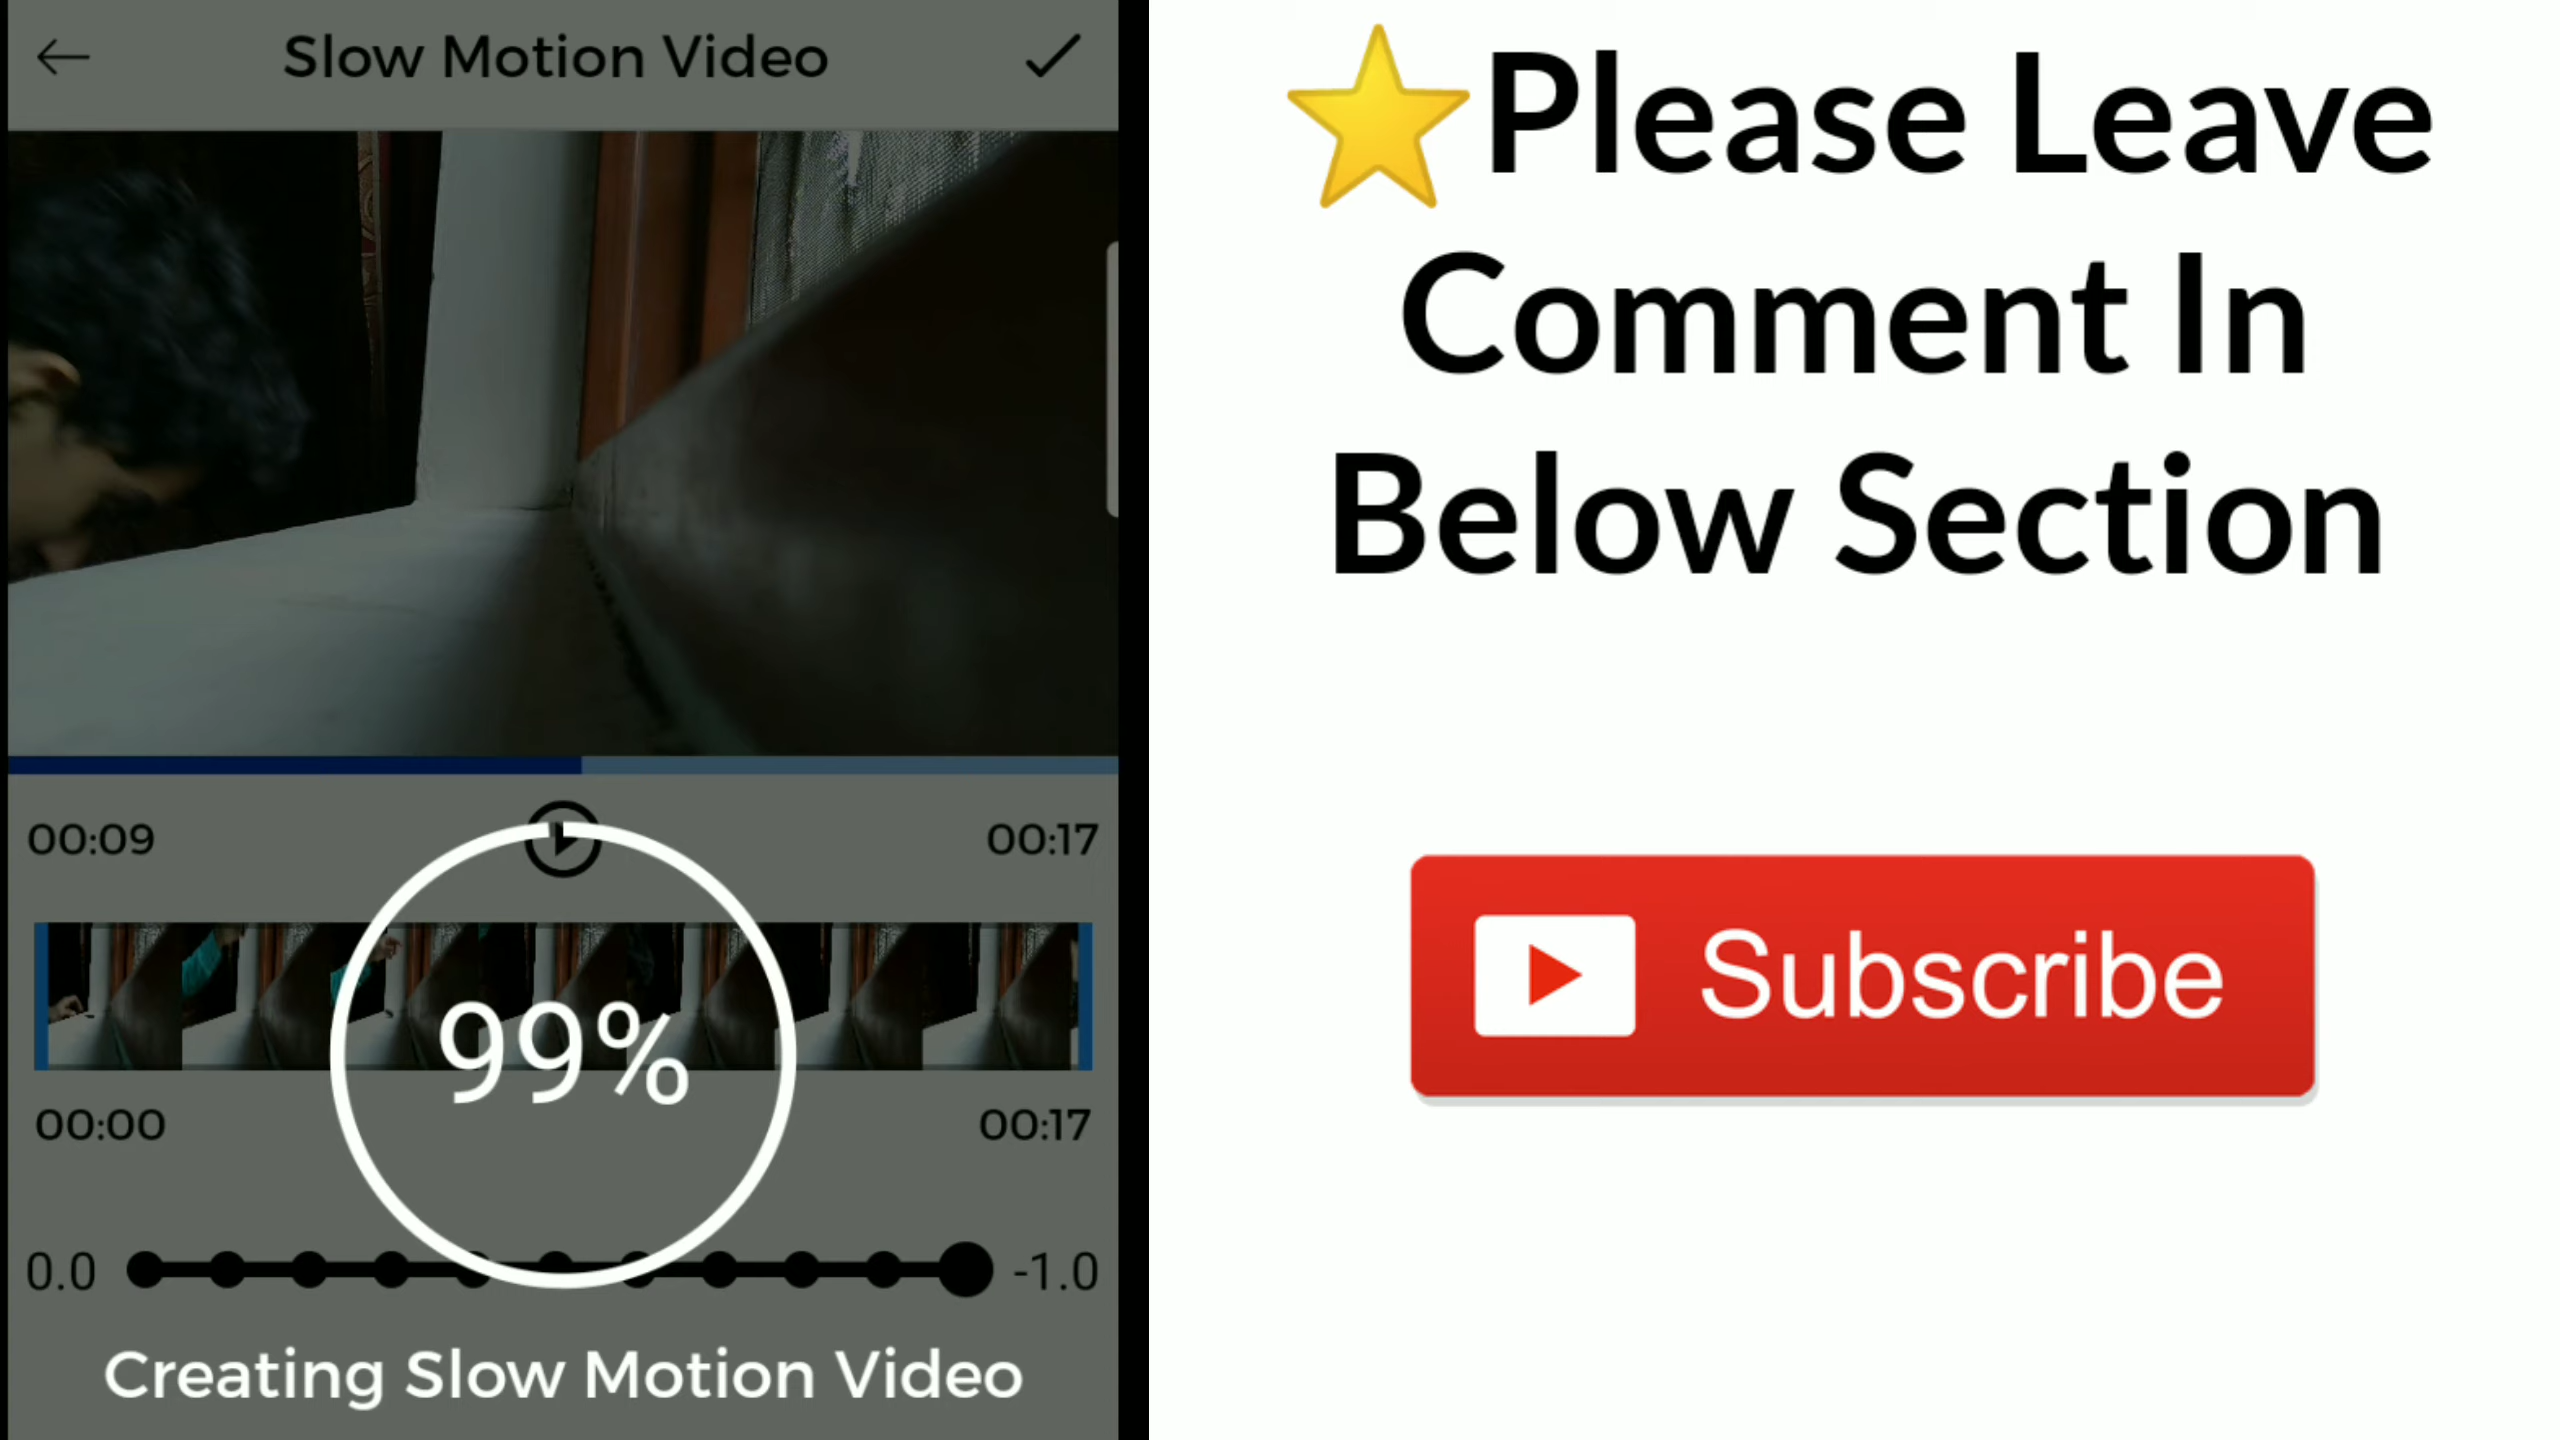 Slow Motion Video
00:09
00:17
99%
00:00
00:17
0.0
-1.0
Creating Slow Motion Video
Please Leave
Comment In
Below Section
Subscribe